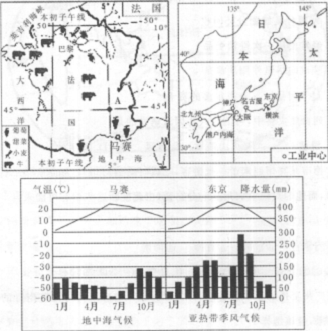 法国
英吉利海峡
本初子午线
50°
10°
50°
巴黎
大西洋
法
国
45°
A
45°
葡萄
甜菜
小麦
牛
马赛
地中海
本初子午线
135°
145°
日
本
海
太
平
洋
40°
神户
名古屋
东京
横滨
大阪
北九州
濑户内海
30°
⊙工业中心
气温(℃)
马赛
东京
降水量(mm)
20
10
0
-10
-20
-30
-40
-50
-60
400
350
300
250
200
150
100
50
0
1月 4月 7月 10月
1月 4月 7月 10月
地中海气候
亚热带季风气候